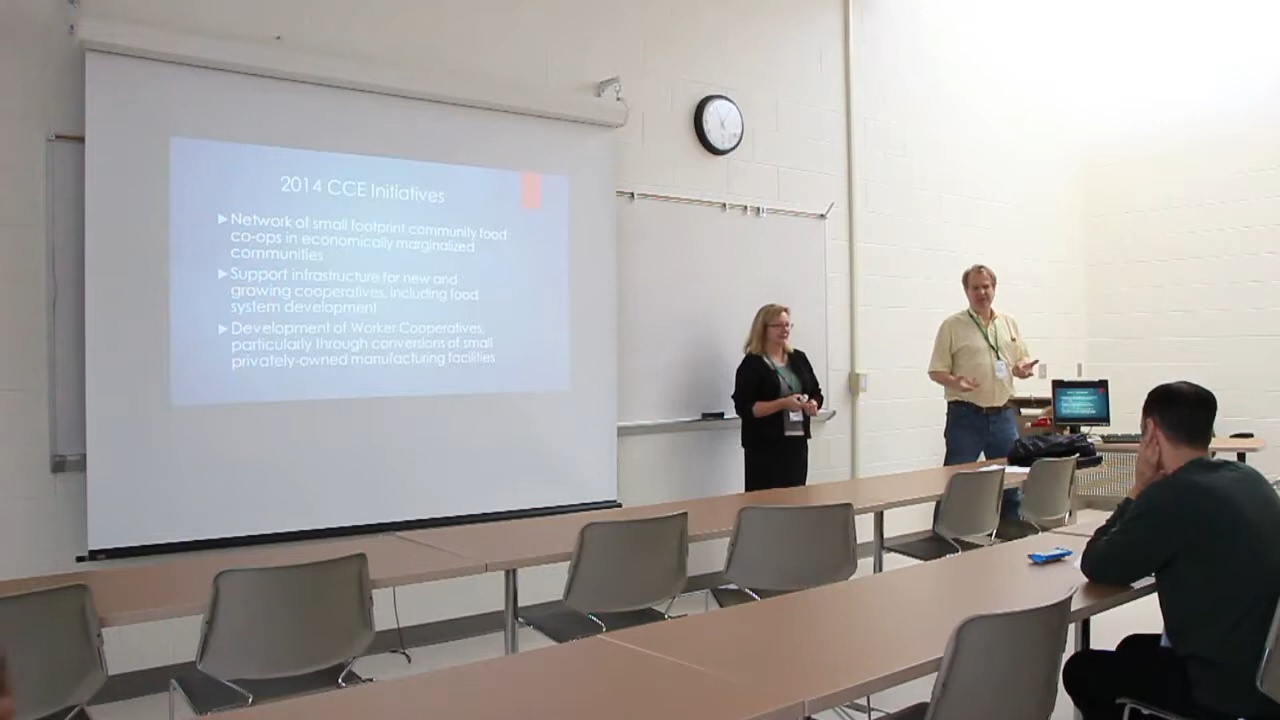 2014 CCE Initiatives
Network of small footprint community food
co-ops in economically marginalized
communities
Support infrastructure for new and
growing cooperatives, including food
system development
Development of Worker Cooperatives,
particularly through conversions of small
privately-owned manufacturing facilities